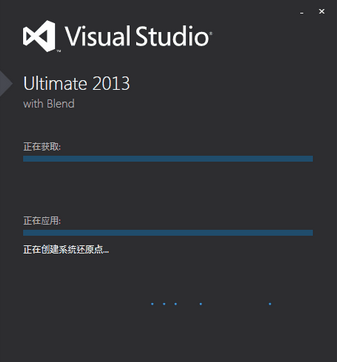 Visual Studio
Ultimate 2013
with Blend
正在获取:
正在应用:
正在创建系统还原点...